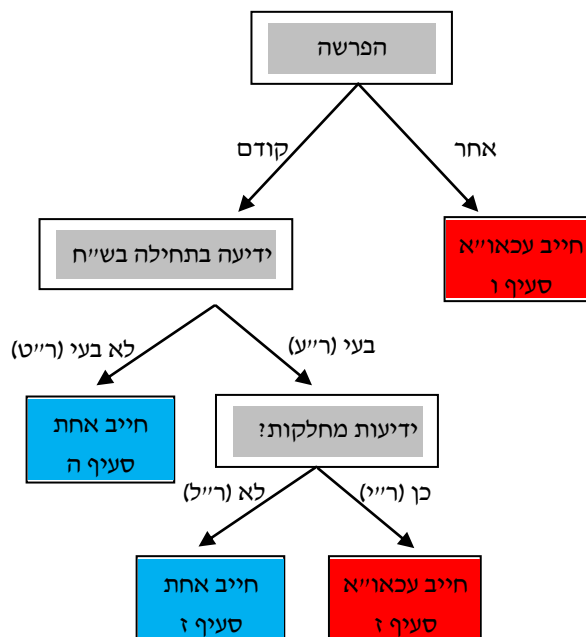 הפרשה
קודם
אחר
ידיעה בתחילה בש״ח
חייב עכאו״א
סעיף ו
לא בעי (ר״ט)
בעי (ר״ע)
חייב אחת
סעיף ה
ידיעות מחלקות?
לא (ר״ל)
כן (ר״י)
חייב אחת
סעיף ז
חייב עכאו״א
סעיף ז